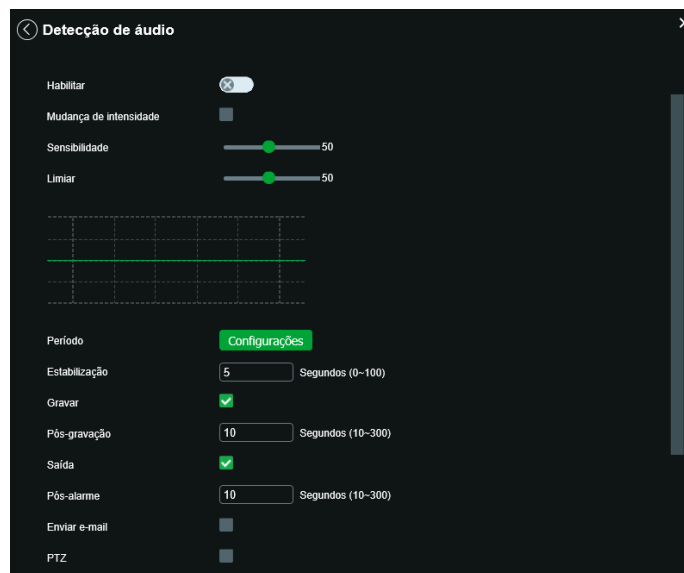 Detecção de áudio
Habilitar
Mudança de intensidade
Sensibilidade 50
Limiar 50
Período Configurações
Estabilização 5 Segundos (0~100)
Gravar
Pós-gravação 10 Segundos (10~300)
Saída
Pós-alarme 10 Segundos (10~300)
Enviar e-mail
PTZ